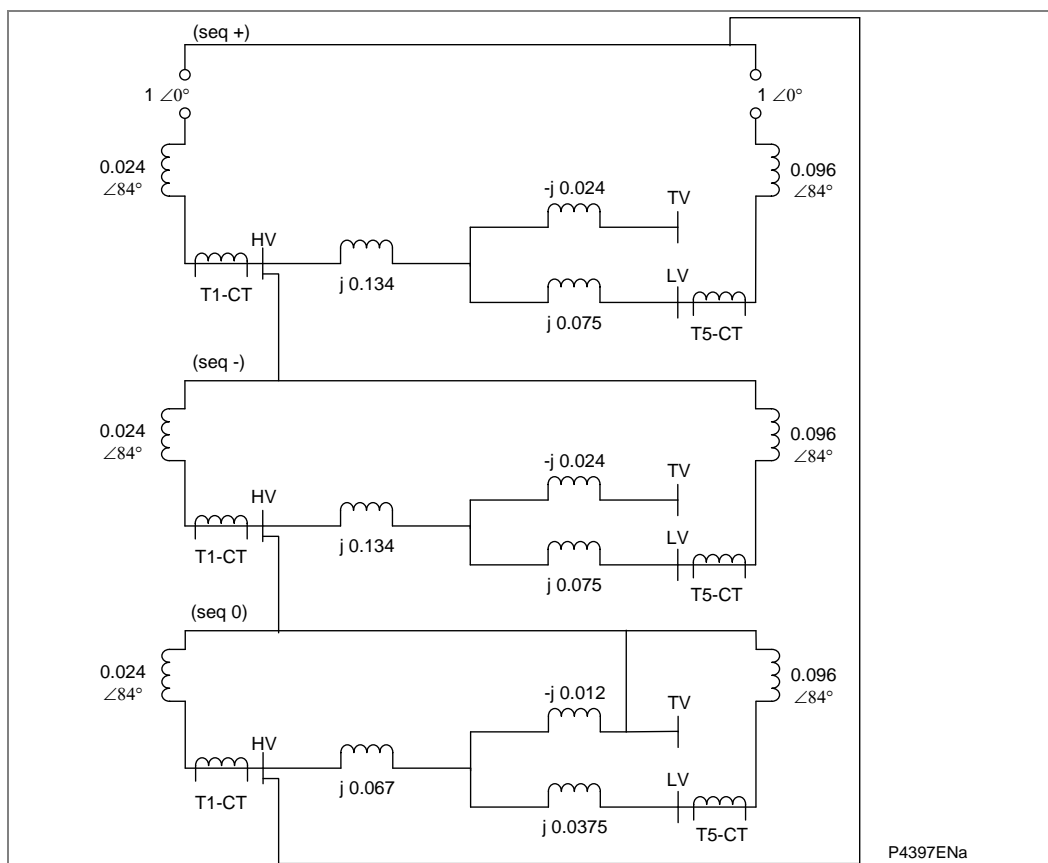 (seq +)
1 ∠0°
1 ∠0°
0.024
∠84°
0.096
∠84°
-j 0.024
TV
HV
T1-CT
j 0.134
LV
j 0.075
T5-CT
(seq -)
0.024
∠84°
0.096
∠84°
-j 0.024
TV
HV
T1-CT
j 0.134
LV
j 0.075
T5-CT
(seq 0)
0.024
∠84°
0.096
∠84°
-j 0.012
TV
HV
T1-CT
j 0.067
LV
j 0.0375
T5-CT
P4397ENa